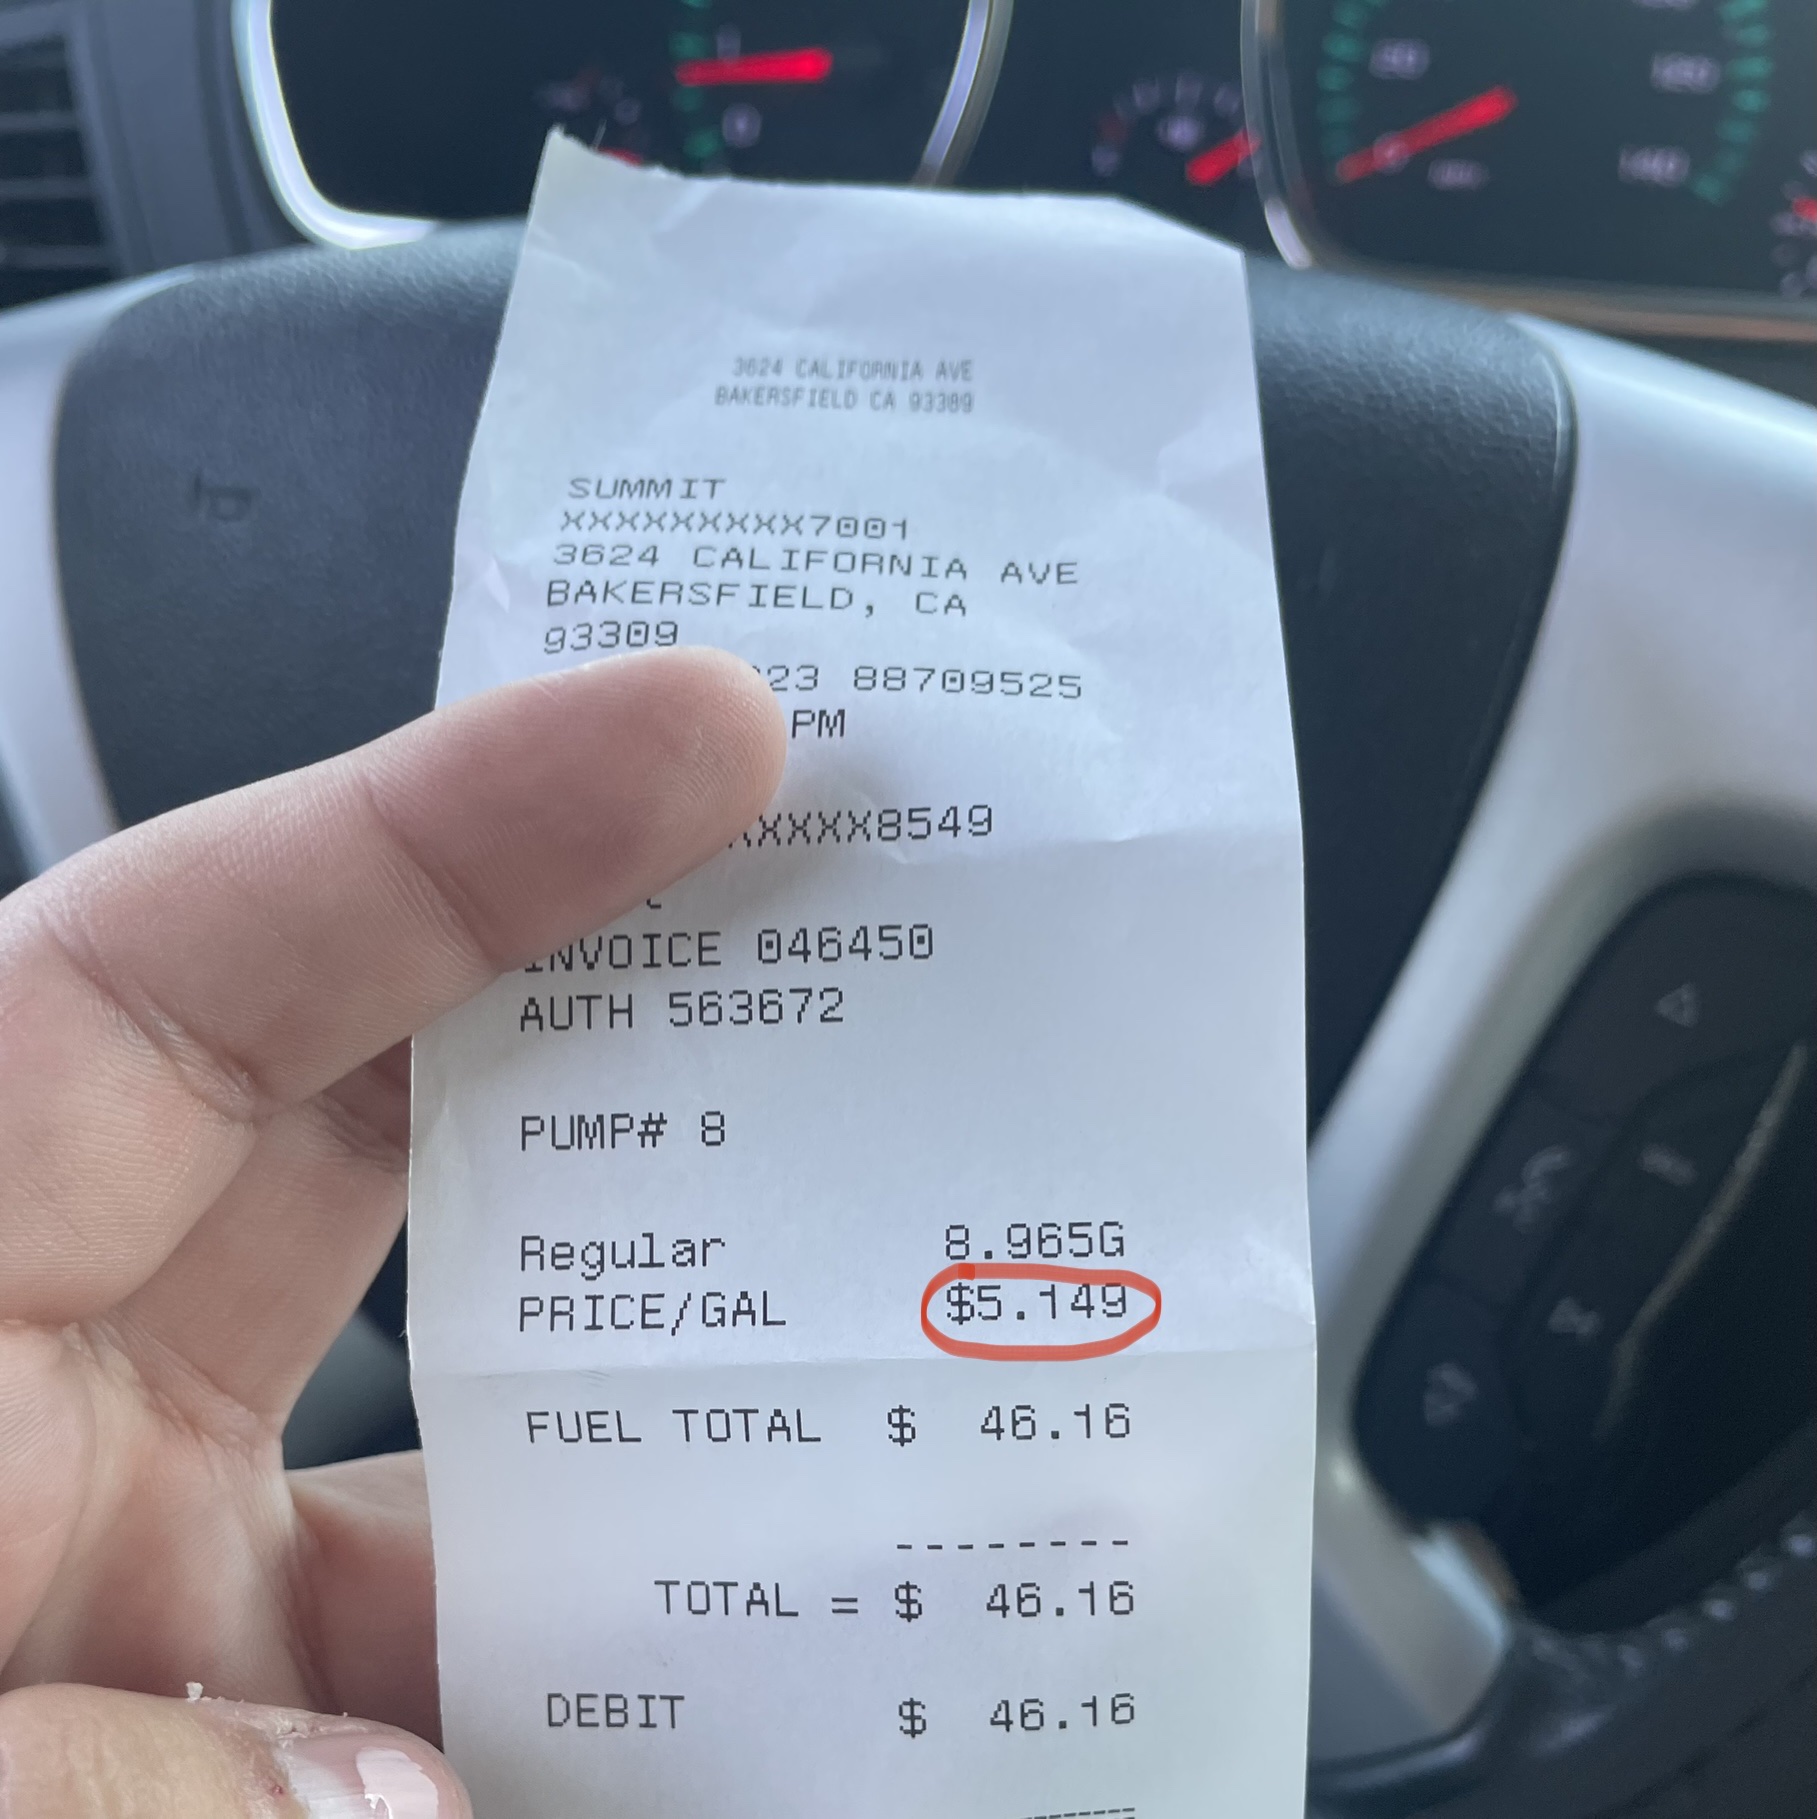 3624 CALIFORNIA AVE
BAKERSFIELD CA 93309
SUMMIT
XXXXXXXXXX7001
3624 CALIFORNIA AVE
BAKERSFIELD, CA
93309
23 88709525
PM
XXXX8549
INVOICE 046450
AUTH 563672
PUMP# 8
Regular 8.965G
PRICE/GAL $5.149
FUEL TOTAL $ 46.16
--------
TOTAL = $ 46.16
DEBIT $ 46.16